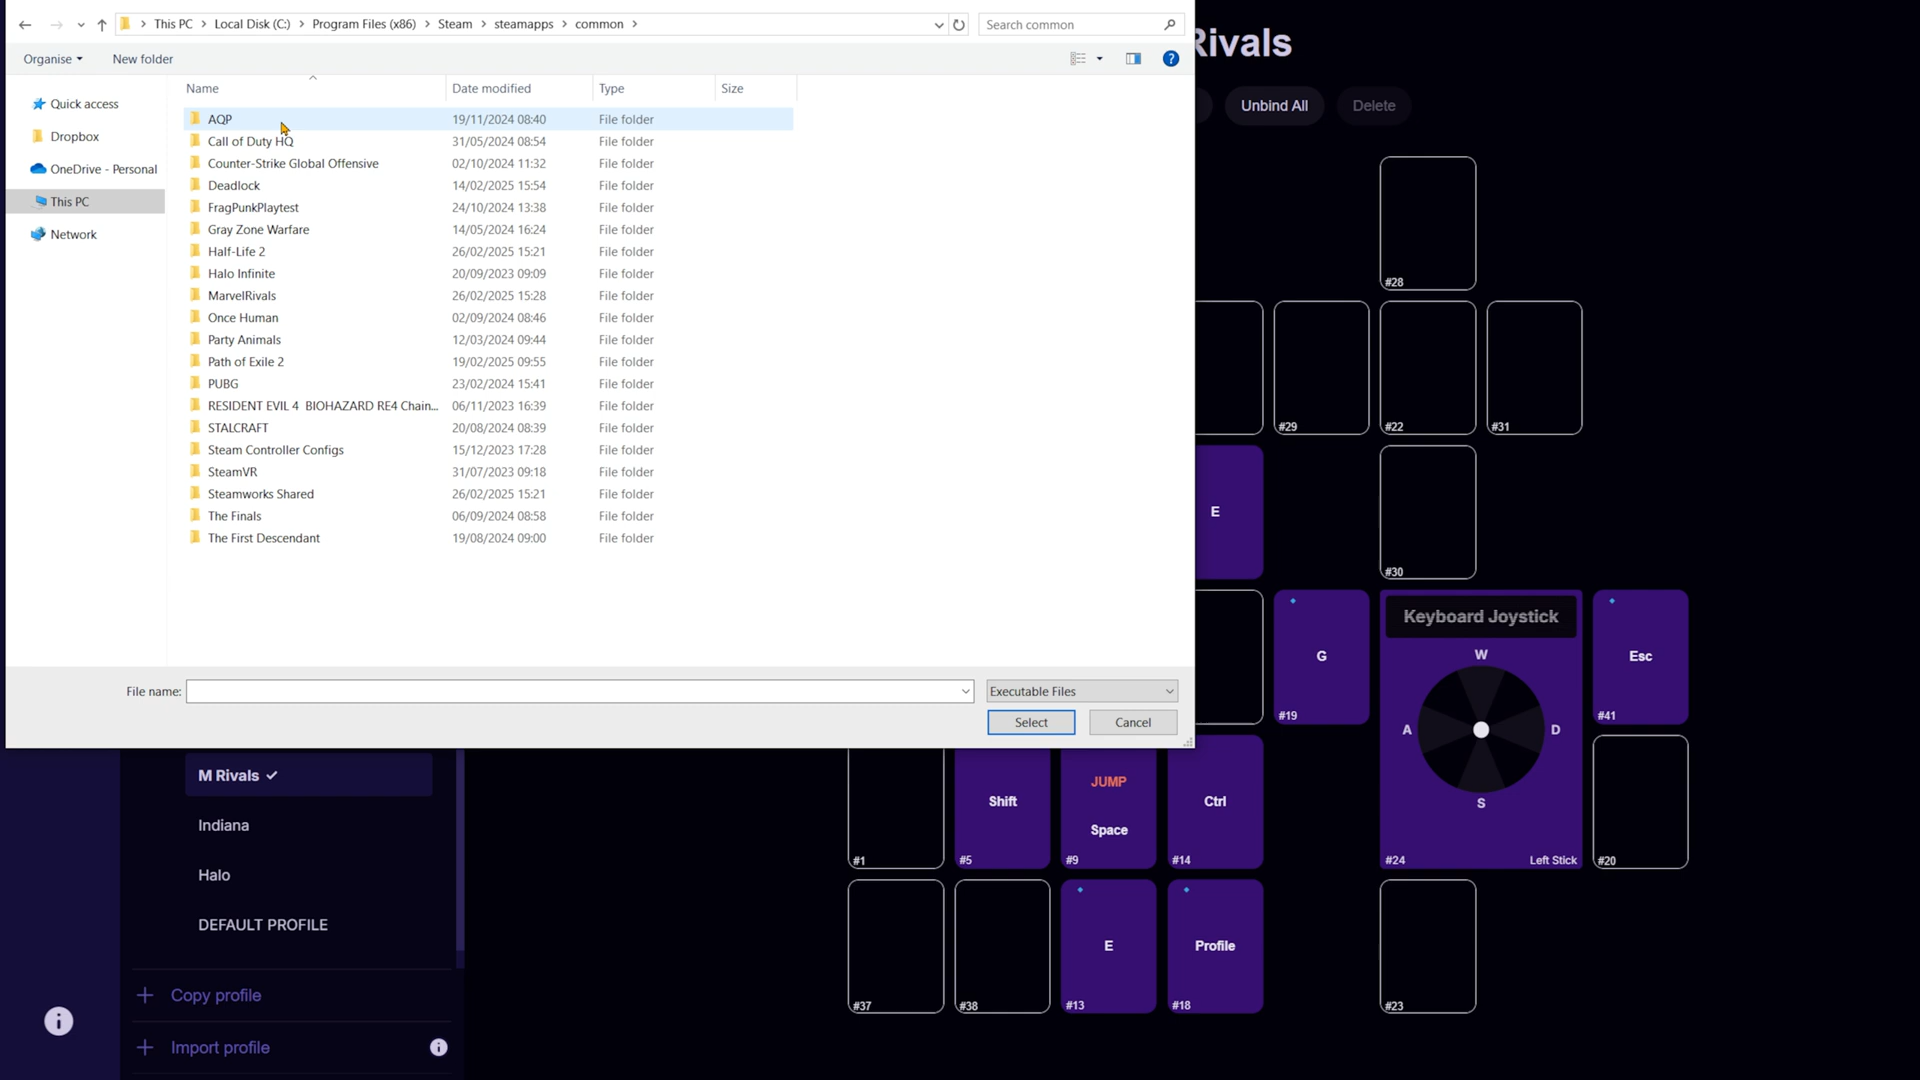 This PC > Local Disk (C:) > Program Files (x86) > Steam > steamapps > common >
Search common
Organise
New folder
Name
Date modified
Type
Size
Quick access
Dropbox
OneDrive - Personal
This PC
Network
AQP 19/11/2024 08:40 File folder
Call of Duty HQ 31/05/2024 08:54 File folder
Counter-Strike Global Offensive 02/10/2024 11:32 File folder
Deadlock 14/02/2025 15:54 File folder
FragPunkPlaytest 24/10/2024 13:38 File folder
Gray Zone Warfare 14/05/2024 16:24 File folder
Half-Life 2 26/02/2025 15:21 File folder
Halo Infinite 20/09/2023 09:09 File folder
MarvelRivals 26/02/2025 15:28 File folder
Once Human 02/09/2024 08:46 File folder
Party Animals 12/03/2024 09:44 File folder
Path of Exile 2 19/02/2025 09:55 File folder
PUBG 23/02/2024 15:41 File folder
RESIDENT EVIL 4 BIOHAZARD RE4 Chain... 06/11/2023 16:39 File folder
STALCRAFT 20/08/2024 08:39 File folder
Steam Controller Configs 15/12/2023 17:28 File folder
SteamVR 31/07/2023 09:18 File folder
Steamworks Shared 26/02/2025 15:21 File folder
The Finals 06/09/2024 08:58 File folder
The First Descendant 19/08/2024 09:00 File folder
File name:
Executable Files
Select
Cancel
Rivals
Unbind All
Delete
#28
#29
#22
#31
E
#30
G
#19
Keyboard Joystick
W
A
D
S
#24
Left Stick
Esc
#41
#20
#1
Shift
#5
JUMP
Space
#9
Ctrl
#14
#37
#38
E
#13
Profile
#18
#23
M Rivals
Indiana
Halo
DEFAULT PROFILE
Copy profile
Import profile